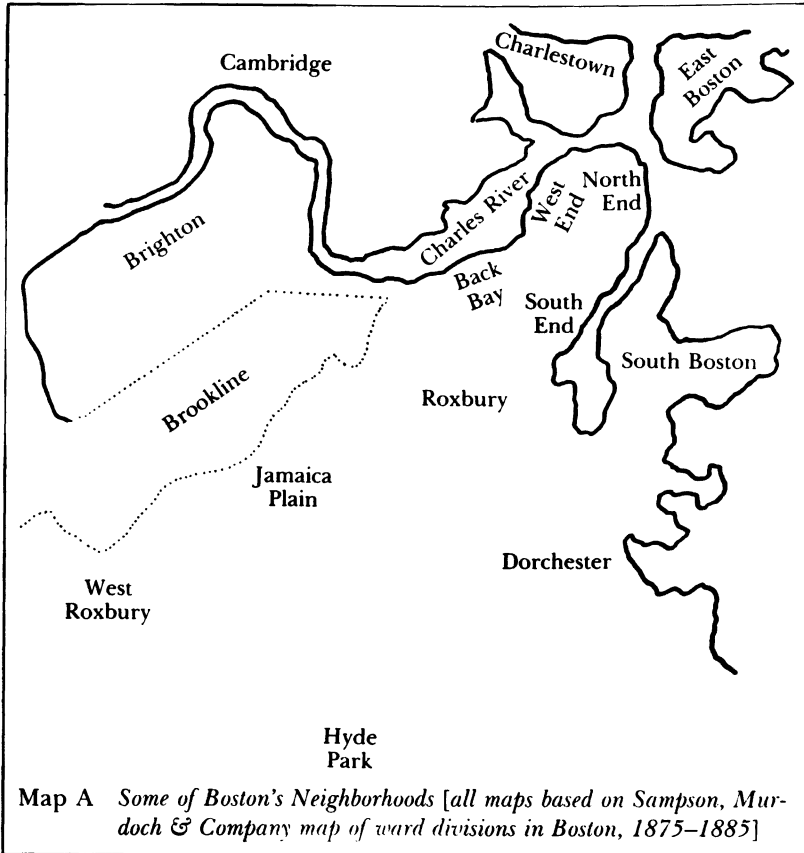 Cambridge
Charlestown
East
Boston
Brighton
Charles River
West
End
North
End
Back
Bay
South
End
South Boston
Brookline
Roxbury
Jamaica
Plain
Dorchester
West
Roxbury
Hyde
Park
Map A Some of Boston's Neighborhoods [all maps based on Sampson, Mur-
doch & Company map of ward divisions in Boston, 1875–1885]